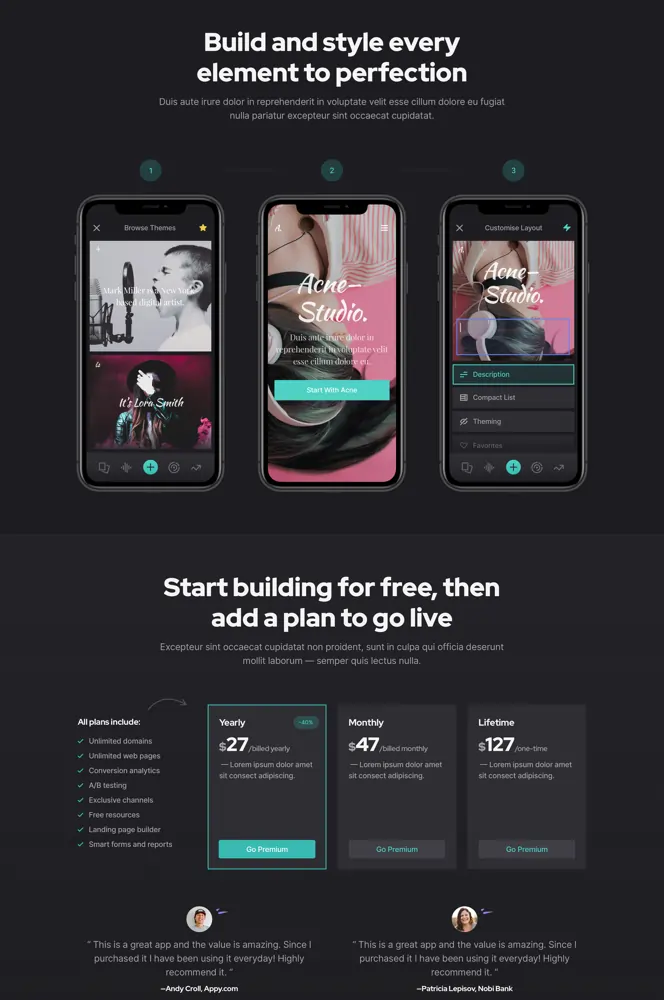 Build and style every
element to perfection
Duis aute irure dolor in reprehenderit in voluptate velit esse cillum dolore eu fugiat
nulla pariatur excepteur sint occaecat cupidatat.
1
2
3
Browse Themes
Mark Miller is a New York
based digital artist.
It's Lora Smith
Acne—
Studio.
Duis aute irure dolor in
reprehenderit in voluptate velit
esse cillum dolore eu.
Start With Acne
Customise Layout
Acne—
Studio.
Description
Compact List
Theming
Favorites
Start building for free, then
add a plan to go live
Excepteur sint occaecat cupidatat non proident, sunt in culpa qui officia deserunt
mollit laborum — semper quis lectus nulla.
All plans include:
Unlimited domains
Unlimited web pages
Conversion analytics
A/B testing
Exclusive channels
Free resources
Landing page builder
Smart forms and reports
Yearly
-40%
$27/billed yearly
— Lorem ipsum dolor amet
sit consect adipiscing.
Go Premium
Monthly
$47/billed monthly
— Lorem ipsum dolor amet
sit consect adipiscing.
Go Premium
Lifetime
$127/one-time
— Lorem ipsum dolor amet
sit consect adipiscing.
Go Premium
“ This is a great app and the value is amazing. Since I
purchased it I have been using it everyday! Highly
recommend it. “
—Andy Croll, Appy.com
“ This is a great app and the value is amazing. Since I
purchased it I have been using it everyday! Highly
recommend it. “
—Patricia Lepisov, Nobi Bank